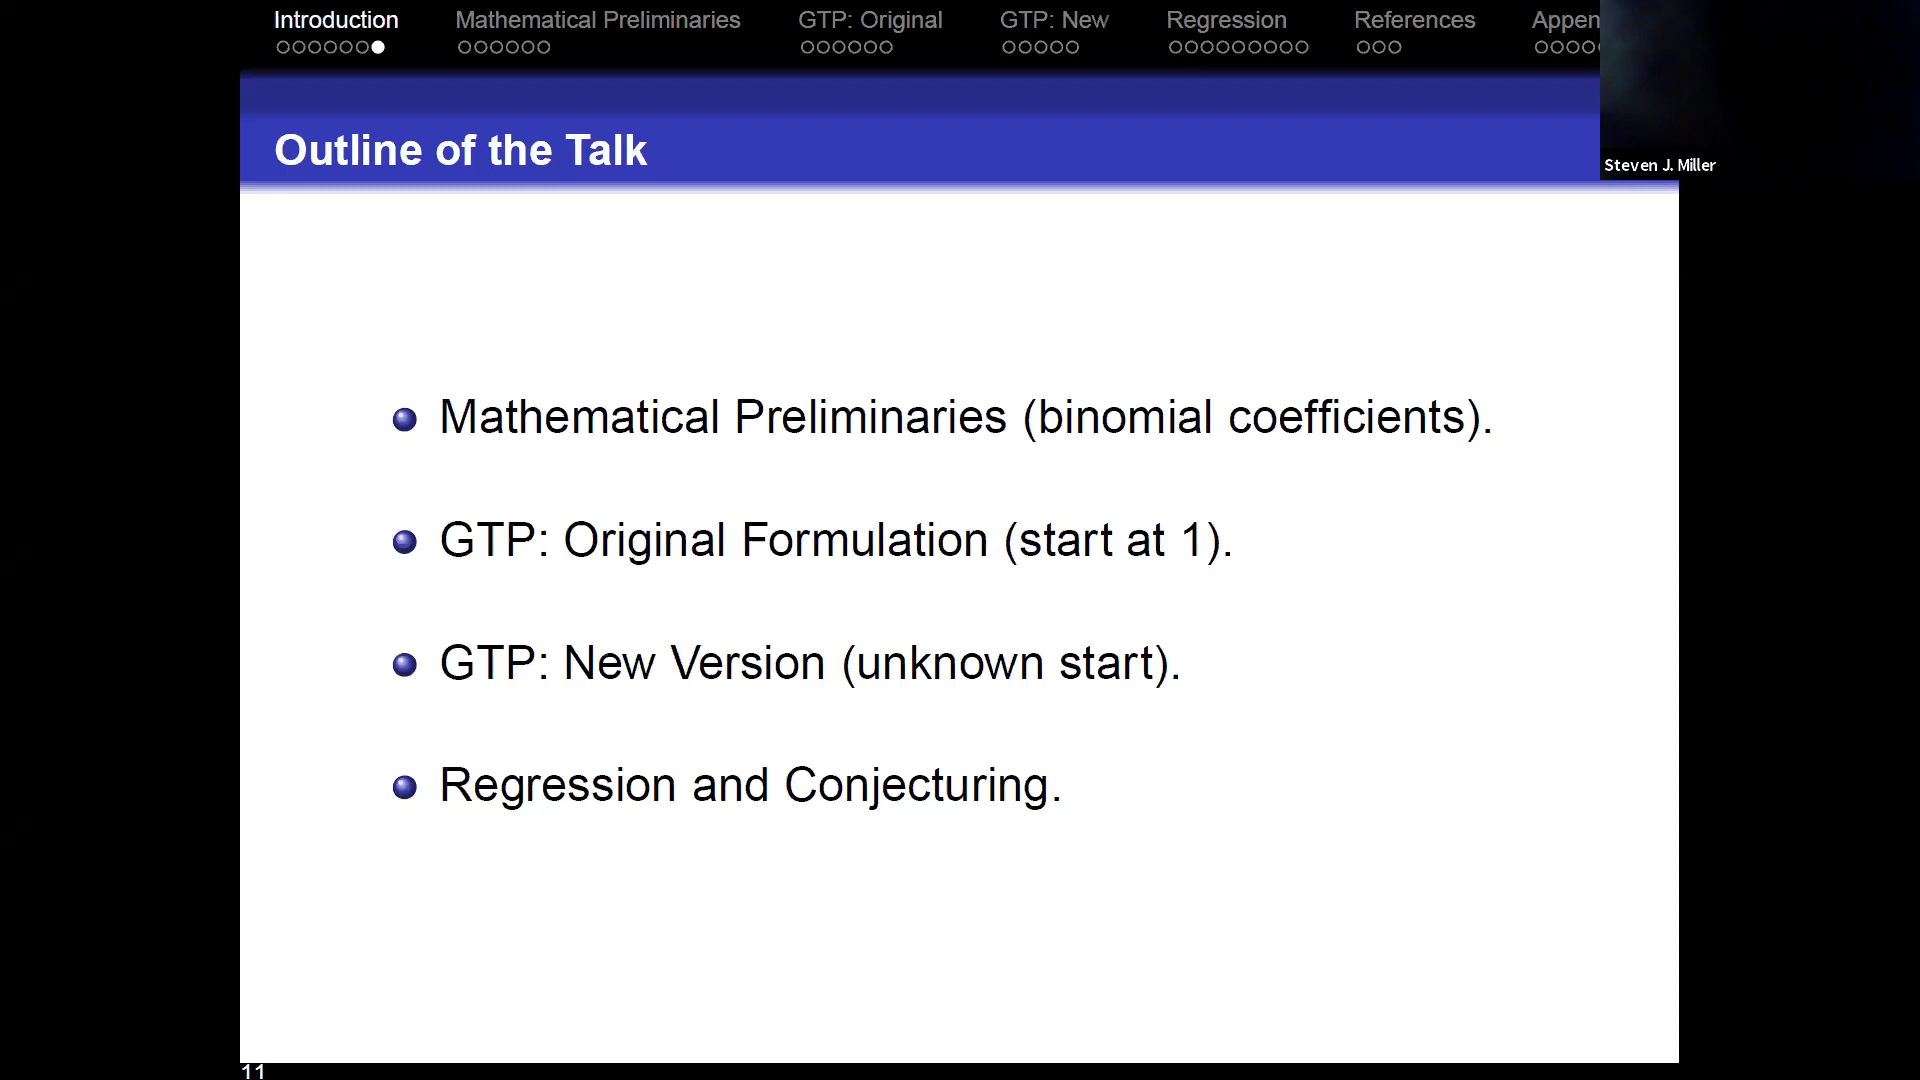 Introduction Mathematical Preliminaries GTP: Original GTP: New Regression References Appen
Outline of the Talk
Steven J. Miller
Mathematical Preliminaries (binomial coefficients).
GTP: Original Formulation (start at 1).
GTP: New Version (unknown start).
Regression and Conjecturing.
11